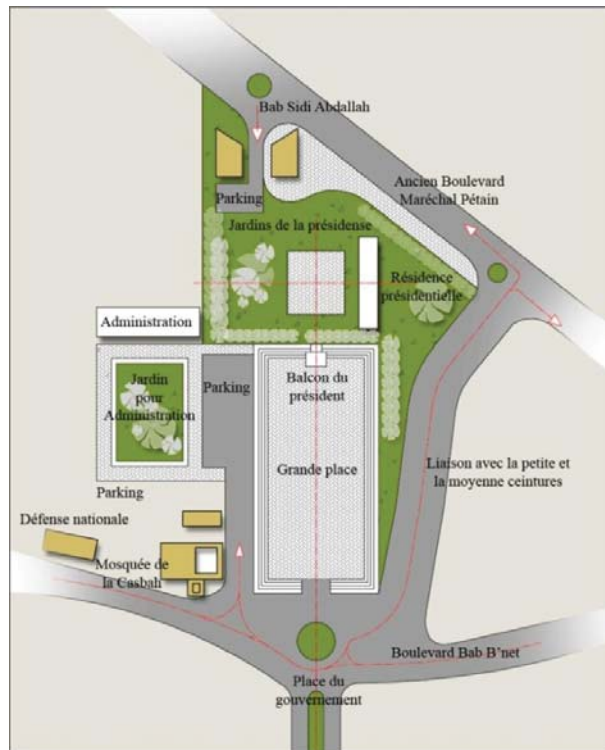 Bab Sidi Abdallah
Ancien Boulevard
Maréchal Pétain
Parking
Jardins de la présidense
Résidence
présidentielle
Administration
Jardin
pour
Administration
Parking
Balcon du
président
Grande place
Liaison avec la petite et
la moyenne ceintures
Parking
Défense nationale
Mosquée de
la Casbah
Boulevard Bab B'net
Place du
gouvernement